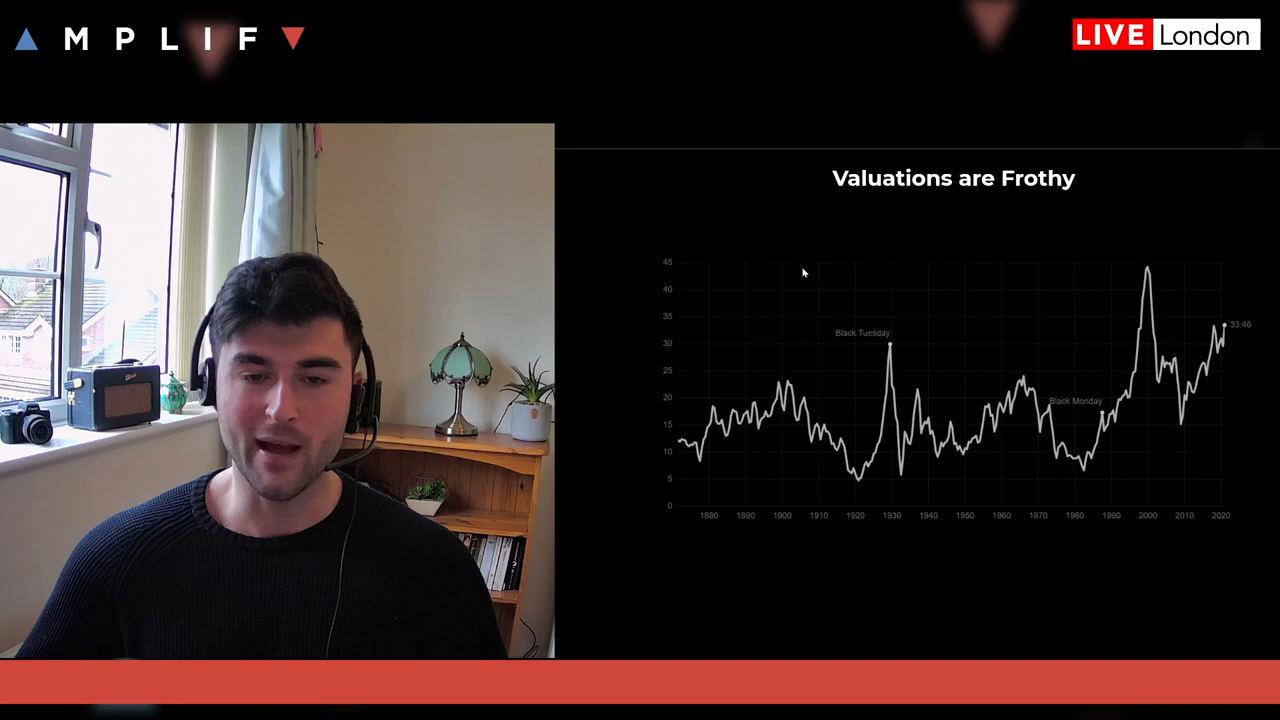 ▲ M P L I F ▼
LIVE London
Valuations are Frothy
45
40
35
30
25
20
15
10
5
0
Black Tuesday
Black Monday
33.46
1880 1890 1900 1910 1920 1930 1940 1950 1960 1970 1980 1990 2000 2010 2020